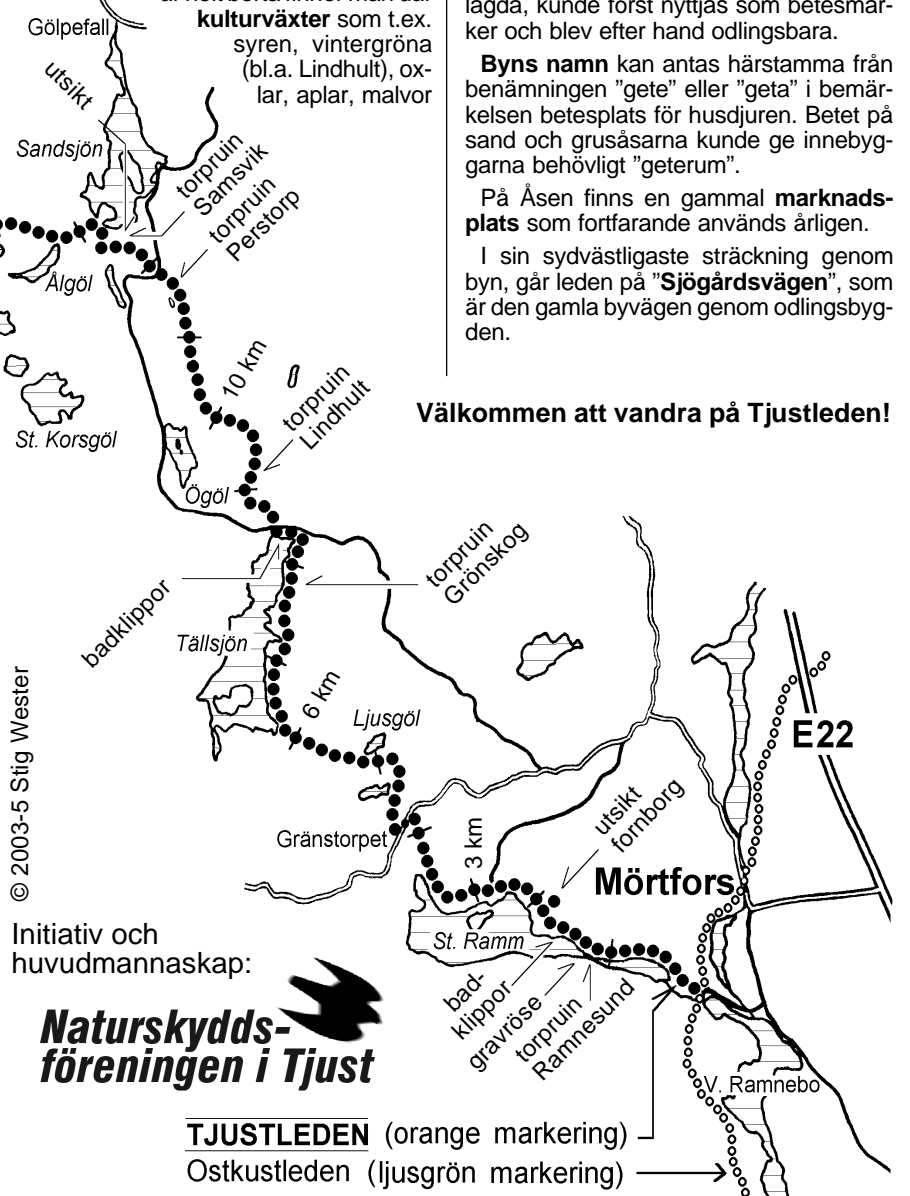 är helt borta finner man där
kulturväxter som t.ex.
syren, vintergröna
(bl.a. Lindhult), ox-
lar, aplar, malvor
lagda, kunde först nyttjas som betesmar-
ker och blev efter hand odlingsbara.
Byns namn kan antas härstamma från
benämningen "gete" eller "geta" i bemär-
kelsen betesplats för husdjuren. Betet på
sand och grusåsarna kunde ge innebyg-
garna behövligt "geterum".
På Åsen finns en gammal marknads-
plats som fortfarande används årligen.
I sin sydvästligaste sträckning genom
byn, går leden på "Sjögårdsvägen", som
är den gamla byvägen genom odlingsbyg-
den.
Välkommen att vandra på Tjustleden!
Gölpefall
utsikt
Sandsjön
torpruin
Samsvik
torpruin
Perstorp
Ålgöl
10 km
St. Korsgöl
torpruin
Lindhult
Ögöl
torpruin
Grönskog
badklippor
Tällsjön
6 km
Ljusgöl
E22
Gränstorpet
3 km
utsikt
fornborg
Mörtfors
St. Ramm
bad-
klippor
gravröse
torpruin
Ramnesund
V. Ramnebo
© 2003-5 Stig Wester
Initiativ och
huvudmannaskap:
Naturskydds-
föreningen i Tjust
TJUSTLEDEN (orange markering)
Ostkustleden (ljusgrön markering)